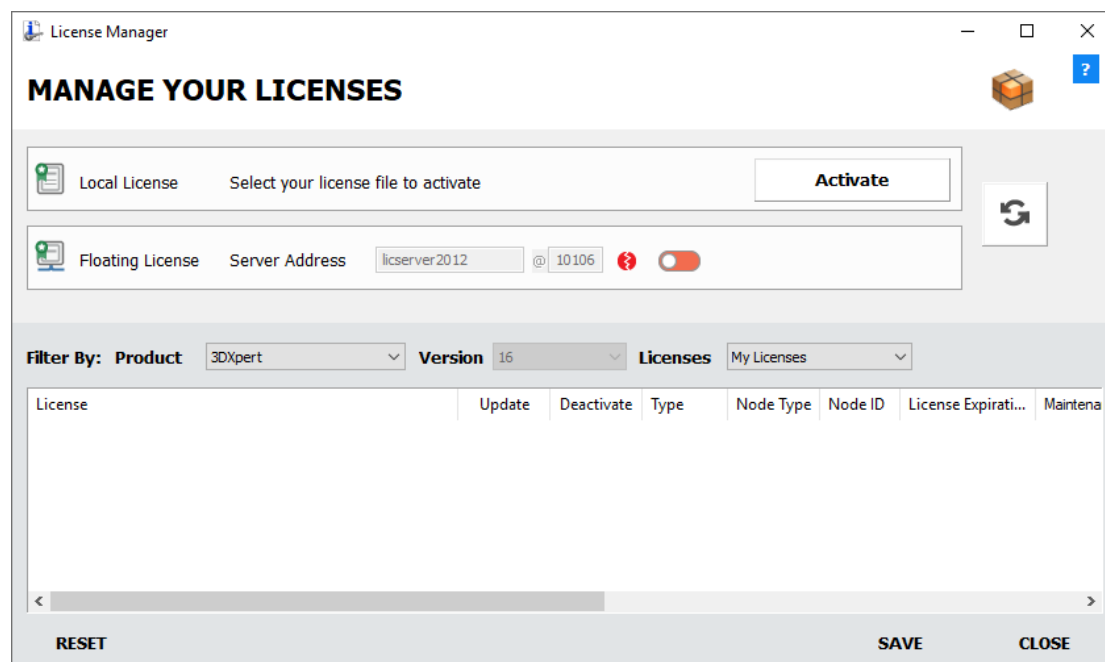 License Manager
?
MANAGE YOUR LICENSES
Local License Select your license file to activate Activate
Floating License Server Address licserver2012 @ 10106
Filter By: Product 3DXpert Version 16 Licenses My Licenses
License Update Deactivate Type Node Type Node ID License Expirati... Maintena
RESET SAVE CLOSE